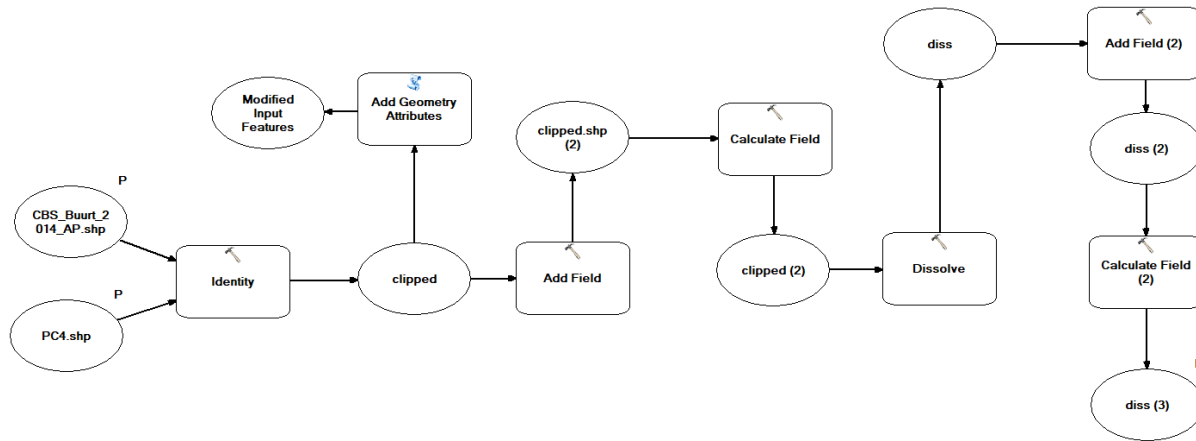 diss
Add Field (2)
Modified
Input
Features
Add Geometry
Attributes
clipped.shp
(2)
Calculate Field
diss (2)
P
CBS_Buurt_2
014_AP.shp
Identity
clipped
Add Field
clipped (2)
Dissolve
Calculate Field
(2)
P
PC4.shp
diss (3)